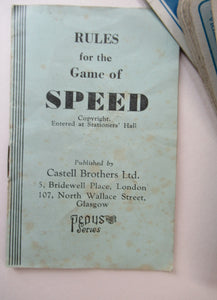 RULES
for the
Game of
SPEED
Copyright.
Entered at Stationers' Hall
Published by
Castell Brothers Ltd.
5, Bridewell Place, London
107, North Wallace Street,
Glasgow
Pepys
Series